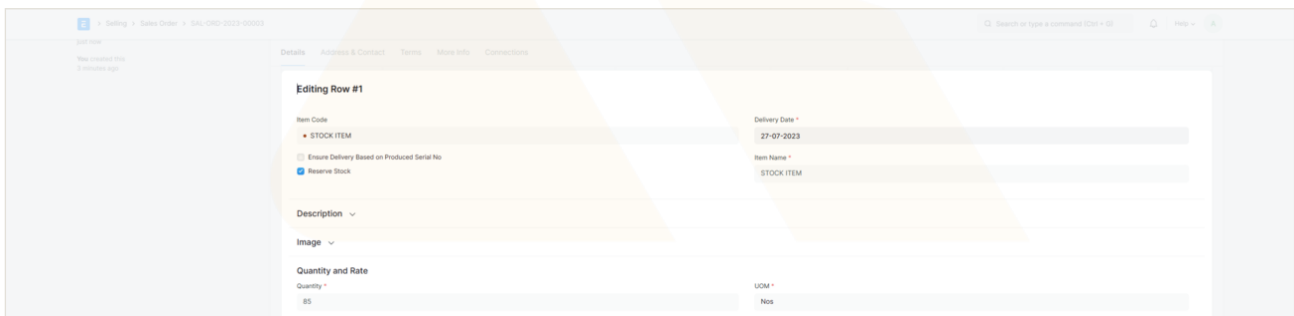 > Selling > Sales Order > SAL-ORD-2023-00003
Search or type a command (Ctrl + G)
Help
A
just now
You created this
3 minutes ago
Details Address & Contact Terms More Info Connections
Editing Row #1
Item Code
STOCK ITEM
Delivery Date *
27-07-2023
Ensure Delivery Based on Produced Serial No
Reserve Stock
Item Name *
STOCK ITEM
Description
Image
Quantity and Rate
Quantity *
85
UOM *
Nos